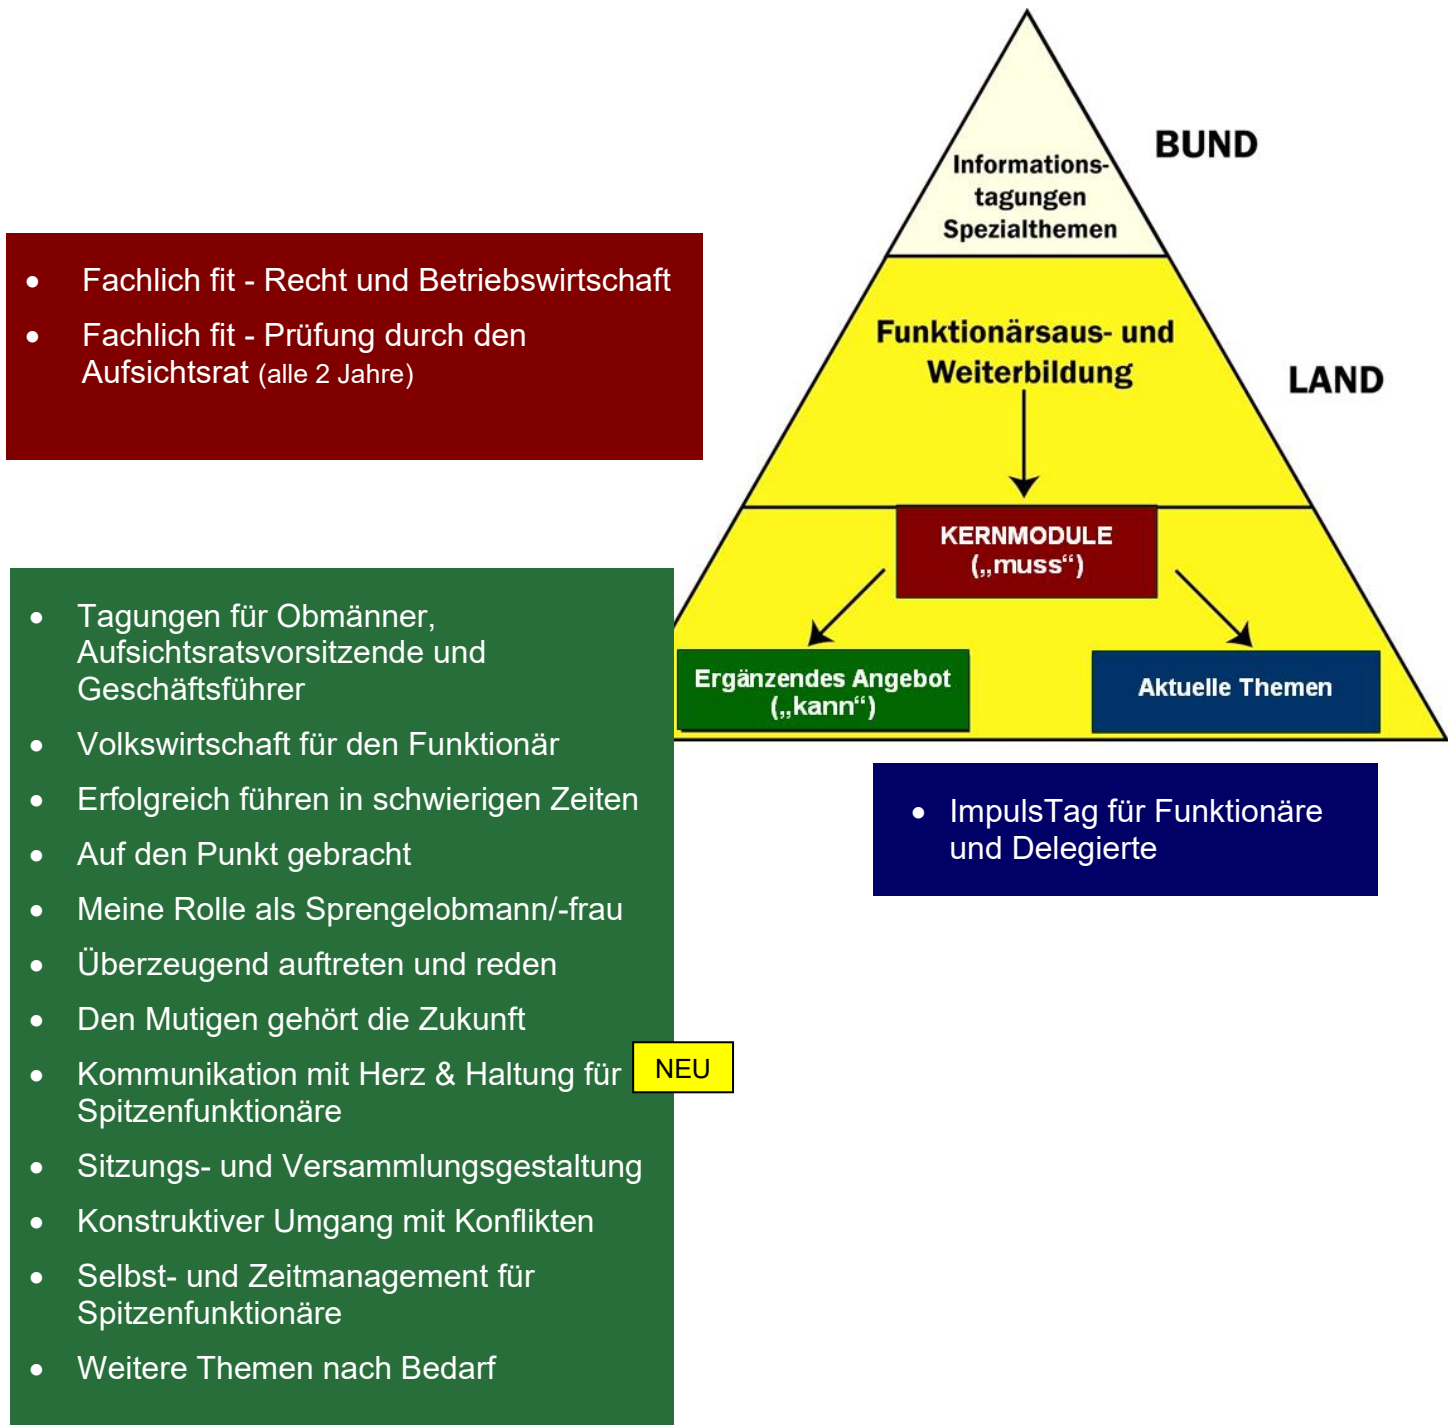 BUND
Informations-
tagungen
Spezialthemen
• Fachlich fit - Recht und Betriebswirtschaft
• Fachlich fit - Prüfung durch den
Aufsichtsrat (alle 2 Jahre)
Funktionärsaus- und
Weiterbildung
LAND
KERNMODULE
(„muss“)
Ergänzendes Angebot
(„kann“)
Aktuelle Themen
• Tagungen für Obmänner,
Aufsichtsratsvorsitzende und
Geschäftsführer
• Volkswirtschaft für den Funktionär
• Erfolgreich führen in schwierigen Zeiten
• Auf den Punkt gebracht
• Meine Rolle als Sprengelobmann/-frau
• Überzeugend auftreten und reden
• Den Mutigen gehört die Zukunft
• Kommunikation mit Herz & Haltung für
Spitzenfunktionäre
NEU
• Sitzungs- und Versammlungsgestaltung
• Konstruktiver Umgang mit Konflikten
• Selbst- und Zeitmanagement für
Spitzenfunktionäre
• Weitere Themen nach Bedarf
• ImpulsTag für Funktionäre
und Delegierte